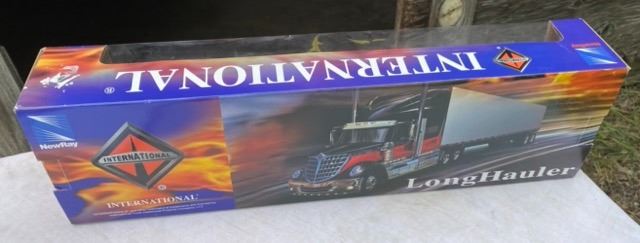 INTERNATIONAL®
NewRay
INTERNATIONAL
®
INTERNATIONAL®
LongHauler